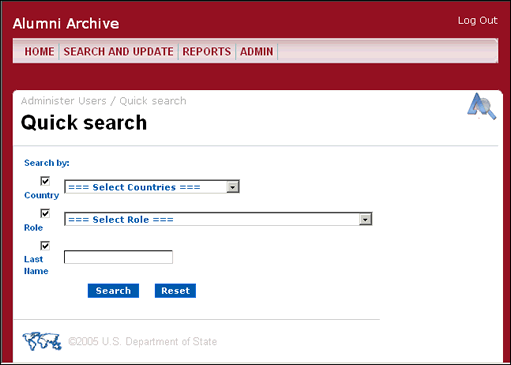 Alumni Archive
Log Out
HOME SEARCH AND UPDATE REPORTS ADMIN
Administer Users / Quick search
Quick search
Search by:
Country
=== Select Countries ===
Role
=== Select Role ===
Last
Name
Search Reset
©2005 U.S. Department of State